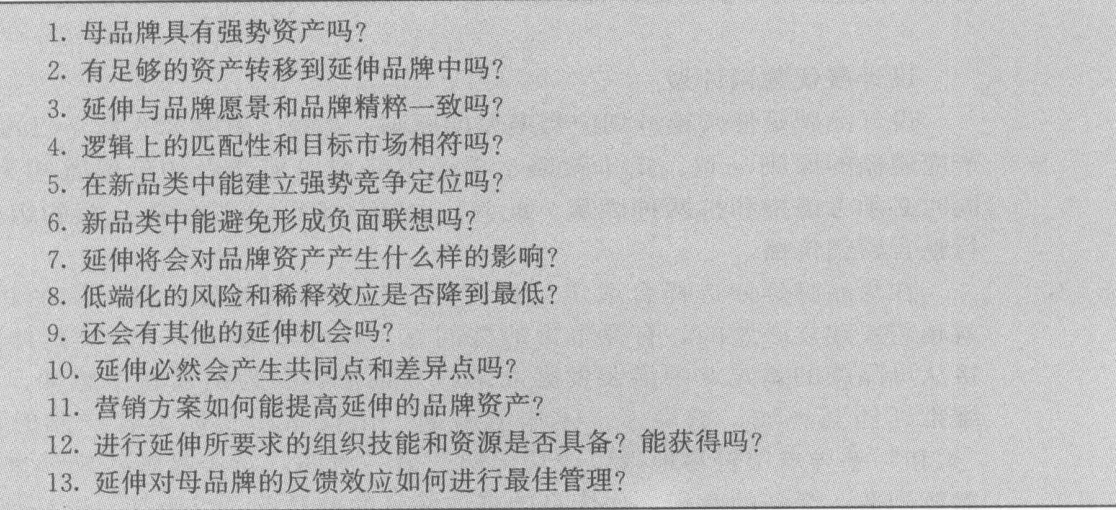 1. 母品牌具有强势资产吗?
2. 有足够的资产转移到延伸品牌中吗?
3. 延伸与品牌愿景和品牌精粹一致吗?
4. 逻辑上的匹配性和目标市场相符吗?
5. 在新品类中能建立强势竞争定位吗?
6. 新品类中能避免形成负面联想吗?
7. 延伸将会对品牌资产产生什么样的影响?
8. 低端化的风险和稀释效应是否降到最低?
9. 还会有其他的延伸机会吗?
10. 延伸必然会产生共同点和差异点吗?
11. 营销方案如何能提高延伸的品牌资产?
12. 进行延伸所要求的组织技能和资源是否具备? 能获得吗?
13. 延伸对母品牌的反馈效应如何进行最佳管理?